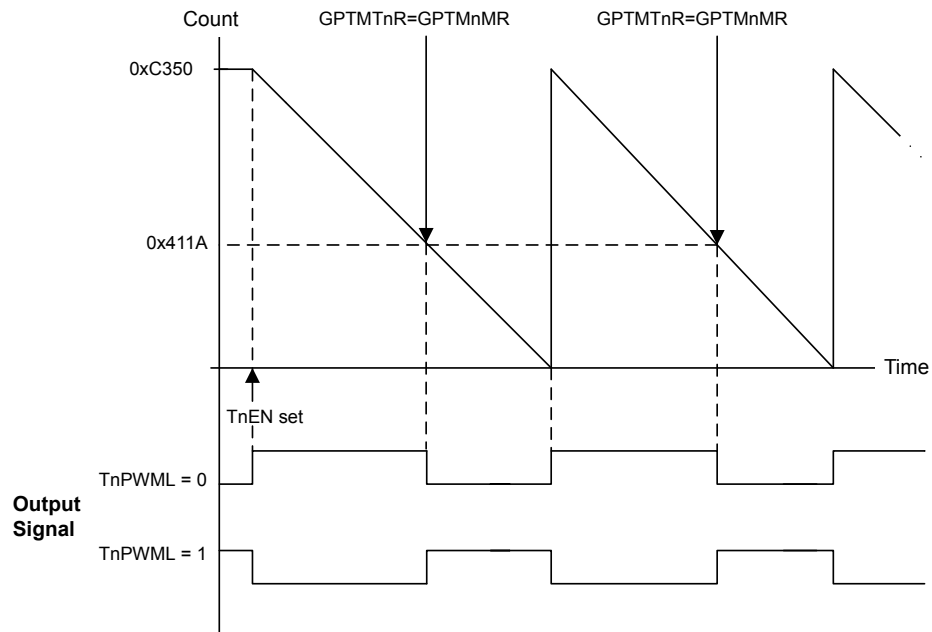 Count
GPTMTnR=GPTMnMR
GPTMTnR=GPTMnMR
0xC350
0x411A
Time
TnEN set
TnPWML = 0
Output
Signal
TnPWML = 1